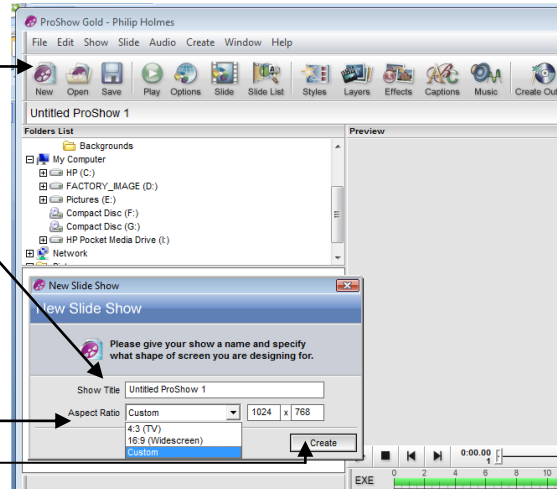 ProShow Gold - Philip Holmes
File Edit Show Slide Audio Create Window Help
New Open Save Play Options Slide Slide List Styles Layers Effects Captions Music Create Out
Untitled ProShow 1
Folders List Preview
Backgrounds
My Computer
HP (C:)
FACTORY_IMAGE (D:)
Pictures (E:)
Compact Disc (F:)
Compact Disc (G:)
HP Pocket Media Drive (I:)
Network
New Slide Show
New Slide Show
Please give your show a name and specify
what shape of screen you are designing for.
Show Title Untitled ProShow 1
Aspect Ratio Custom 1024 x 768
4:3 (TV)
16:9 (Widescreen)
Custom
Create
0:00.00
1
EXE 0 2 4 6 8 10